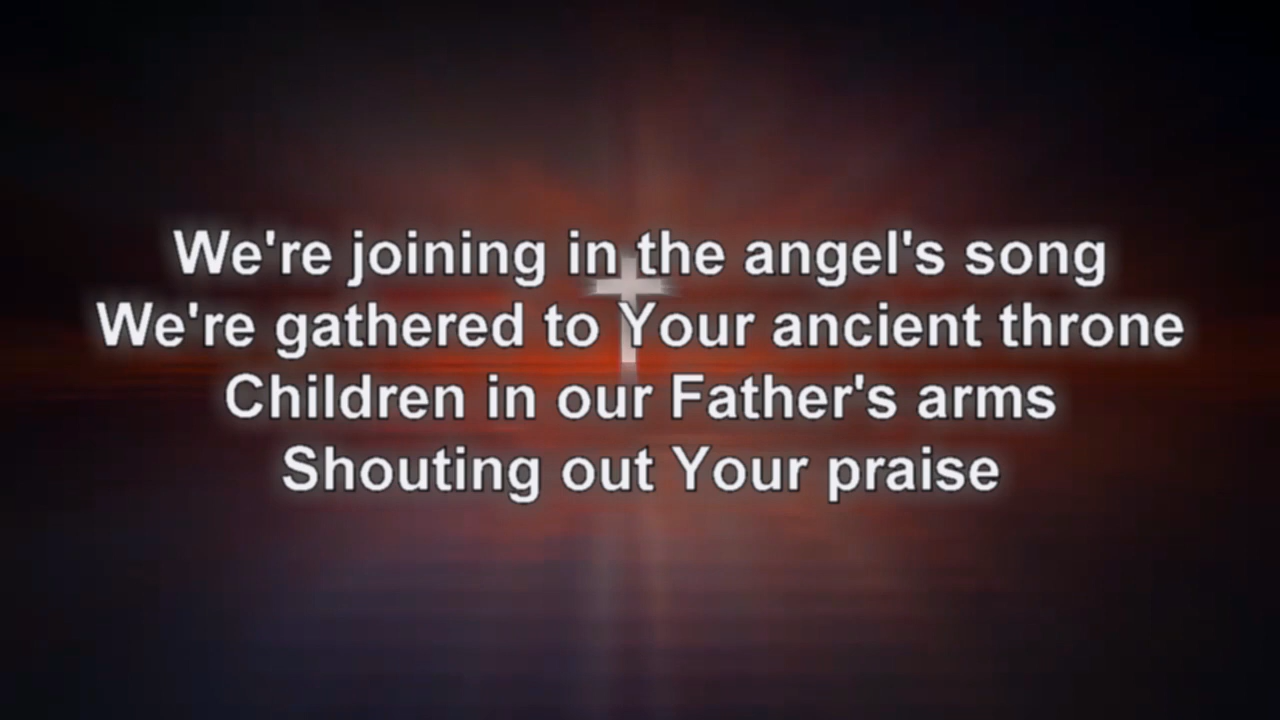 We're joining in the angel's song
We're gathered to Your ancient throne
Children in our Father's arms
Shouting out Your praise